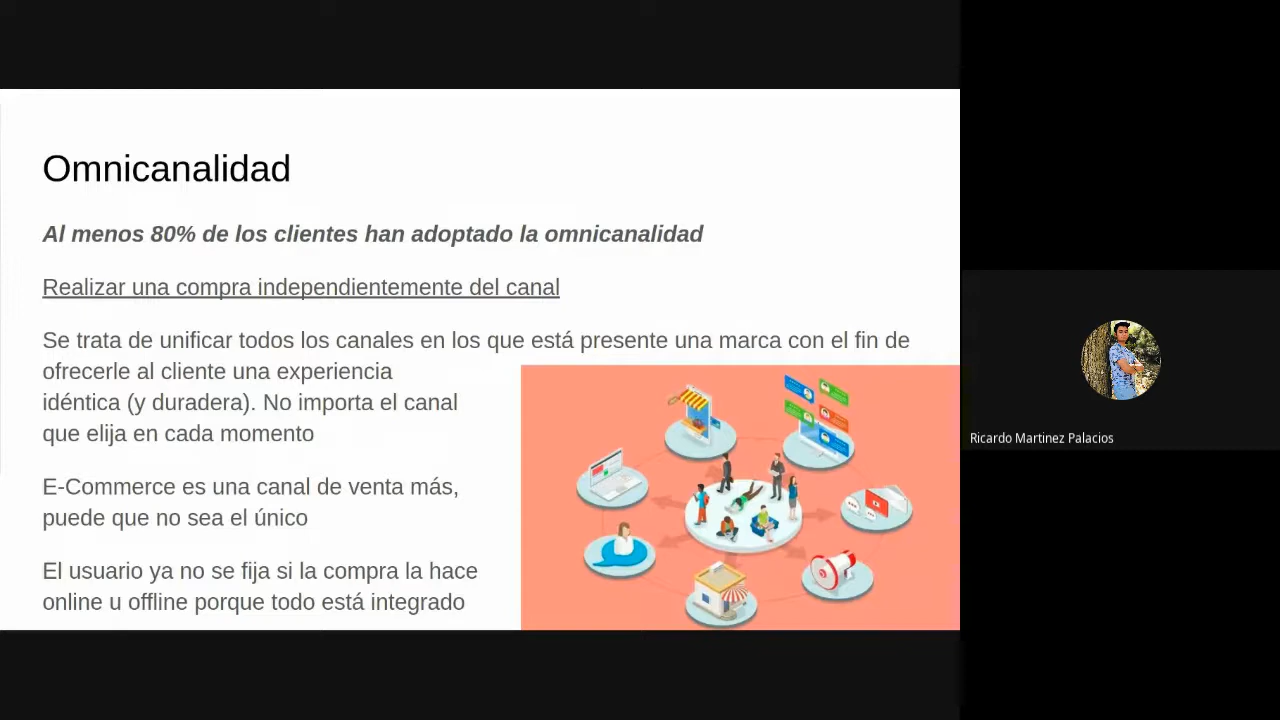 Omnicanalidad
Al menos 80% de los clientes han adoptado la omnicanalidad
Realizar una compra independientemente del canal
Se trata de unificar todos los canales en los que está presente una marca con el fin de
ofrecerle al cliente una experiencia
idéntica (y duradera). No importa el canal
que elija en cada momento
E-Commerce es una canal de venta más,
puede que no sea el único
El usuario ya no se fija si la compra la hace
online u offline porque todo está integrado
Ricardo Martinez Palacios